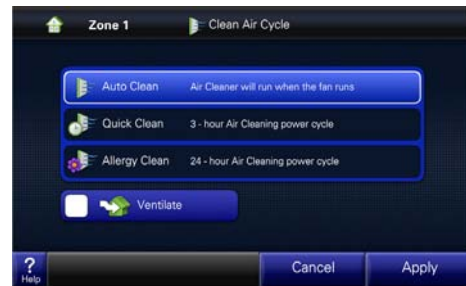 Zone 1 Clean Air Cycle
Auto Clean Air Cleaner will run when the fan runs
Quick Clean 3 - hour Air Cleaning power cycle
Allergy Clean 24 - hour Air Cleaning power cycle
Ventilate
?
Help Cancel Apply